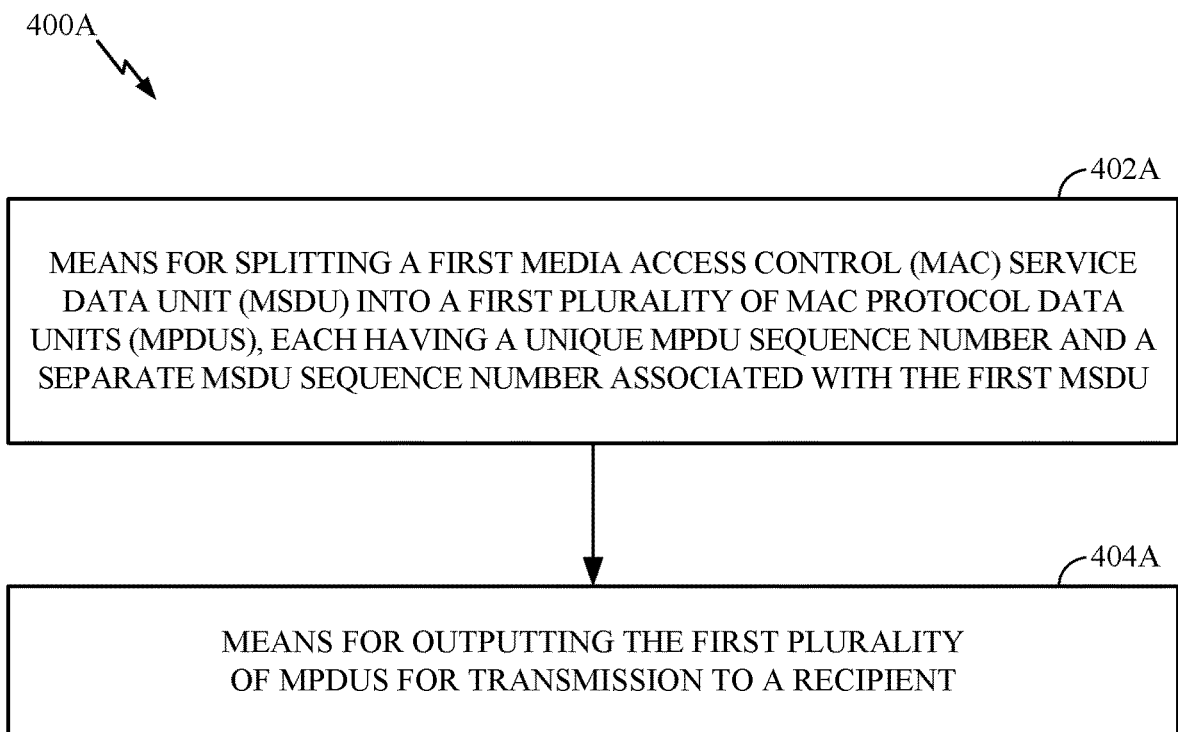 400A
402A
MEANS FOR SPLITTING A FIRST MEDIA ACCESS CONTROL (MAC) SERVICE
DATA UNIT (MSDU) INTO A FIRST PLURALITY OF MAC PROTOCOL DATA
UNITS (MPDUS), EACH HAVING A UNIQUE MPDU SEQUENCE NUMBER AND A
SEPARATE MSDU SEQUENCE NUMBER ASSOCIATED WITH THE FIRST MSDU
404A
MEANS FOR OUTPUTTING THE FIRST PLURALITY
OF MPDUS FOR TRANSMISSION TO A RECIPIENT